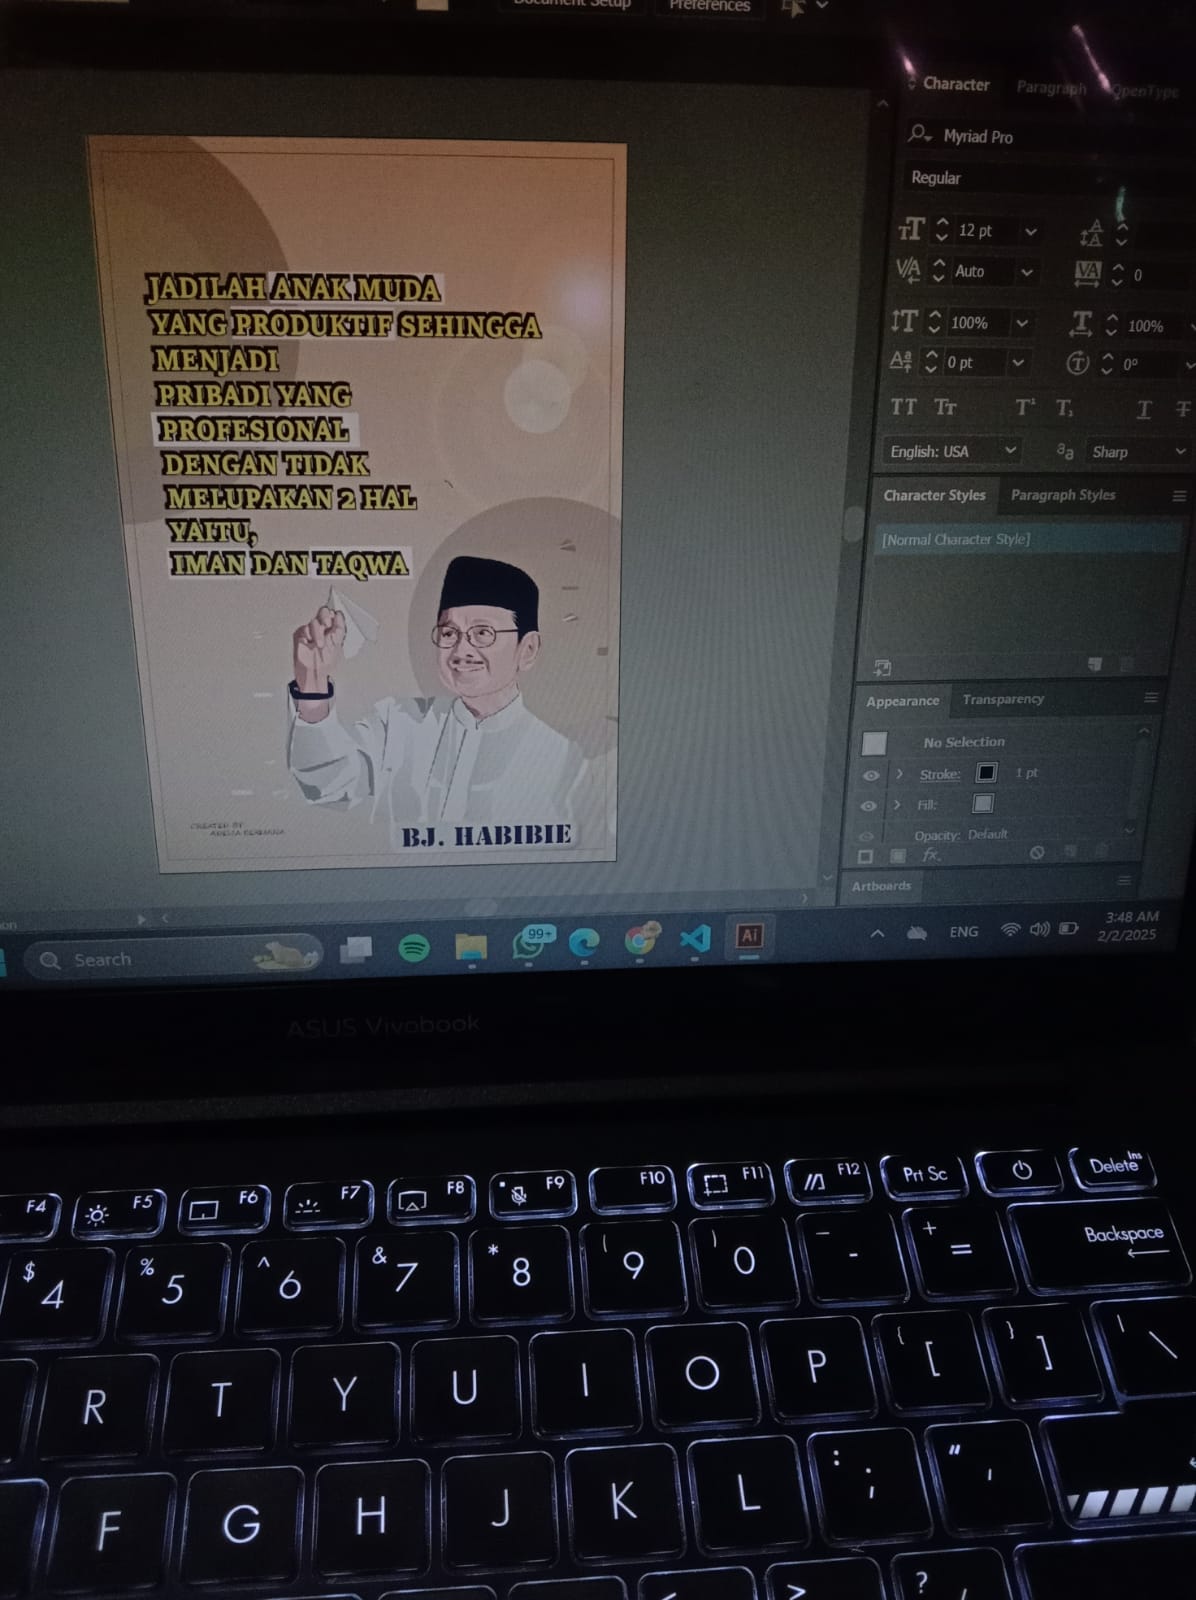 Document Setup
Preferences
Character
Paragraph
OpenType
Myriad Pro
Regular
12 pt
Auto
0
100%
100%
0 pt
0°
English: USA
Sharp
Character Styles
Paragraph Styles
[Normal Character Style]
Appearance
Transparency
No Selection
Stroke:
1 pt
Fill:
Opacity: Default
fx.
Artboards
JADILAH ANAK MUDA
YANG PRODUKTIF SEHINGGA
MENJADI
PRIBADI YANG
PROFESIONAL
DENGAN TIDAK
MELUPAKAN 2 HAL
YAITU,
IMAN DAN TAQWA
CREATED BY
BJ. HABIBIE
Search
99+
Ai
ENG
3:48 AM
2/2/2025
ASUS Vivobook
F4 F5 F6 F7 F8 F9 F10 F11 F12 Prt Sc Delete Ins
$ 4 % 5 ^ 6 & 7 * 8 ( 9 ) 0 _ - + = Backspace
R T Y U I O P { [ } ] | \
F G H J K L : ; " '
< > ?